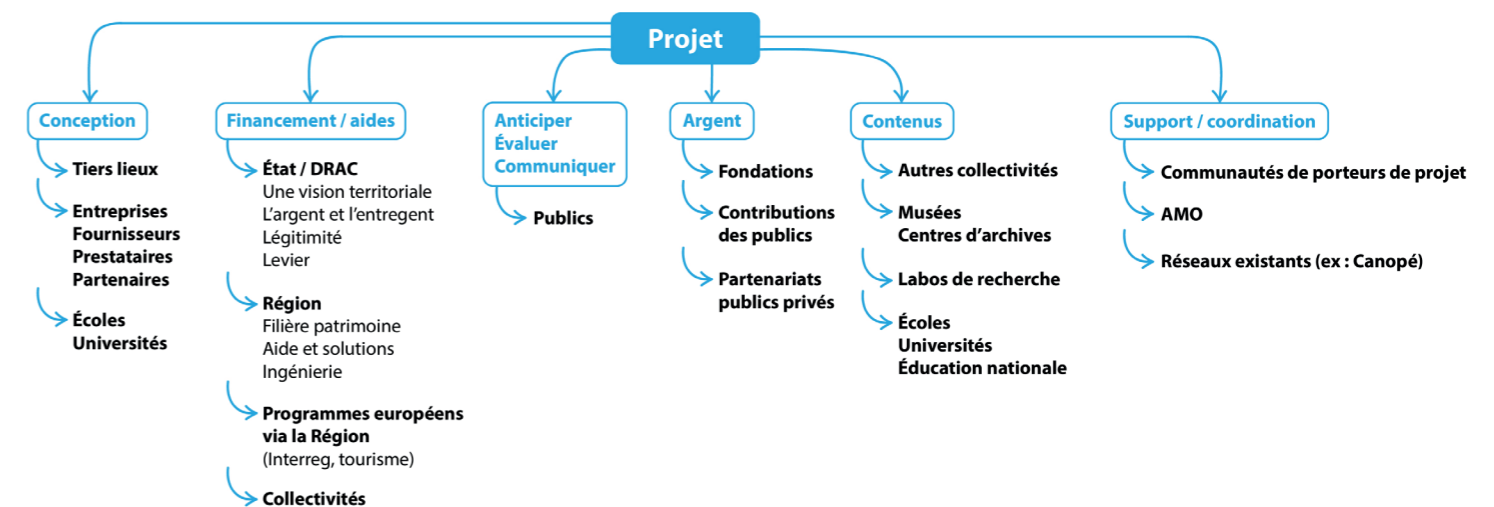 Projet
Conception
Tiers lieux
Entreprises
Fournisseurs
Prestataires
Partenaires
Écoles
Universités
Financement / aides
État / DRAC
Une vision territoriale
L’argent et l’entregent
Légitimité
Levier
Région
Filière patrimoine
Aide et solutions
Ingénierie
Programmes européens
via la Région
(Interreg, tourisme)
Collectivités
Anticiper
Évaluer
Communiquer
Publics
Argent
Fondations
Contributions
des publics
Partenariats
publics privés
Contenus
Autres collectivités
Musées
Centres d’archives
Labos de recherche
Écoles
Universités
Éducation nationale
Support / coordination
Communautés de porteurs de projet
AMO
Réseaux existants (ex : Canopé)